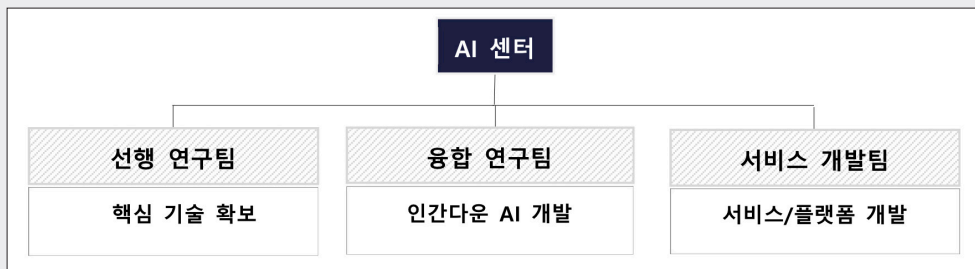 AI 센터
선행 연구팀
핵심 기술 확보
융합 연구팀
인간다운 AI 개발
서비스 개발팀
서비스/플랫폼 개발